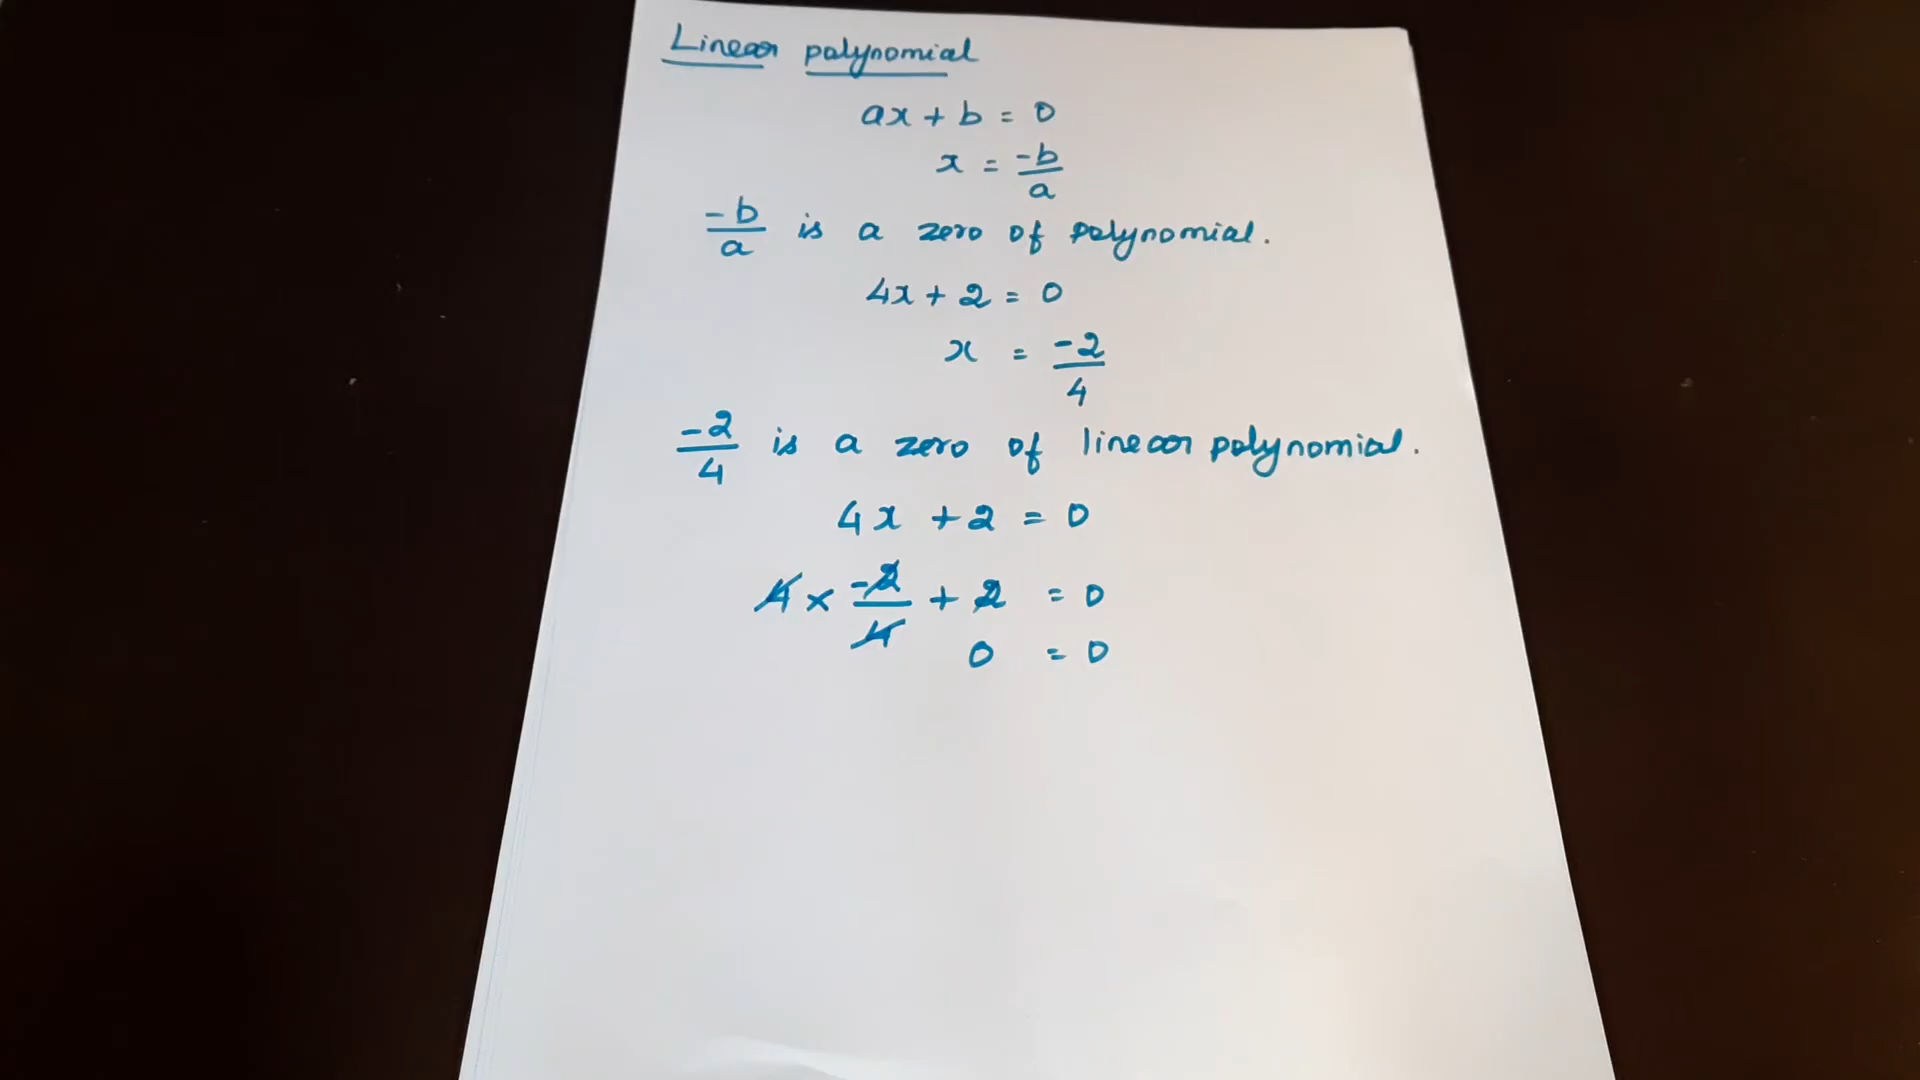 Linear polynomial
ax + b = 0
x = -b/a
-b/a is a zero of polynomial.
4x + 2 = 0
x = -2/4
-2/4 is a zero of linear polynomial.
4x + 2 = 0
4 × -2/4 + 2 = 0
0 = 0